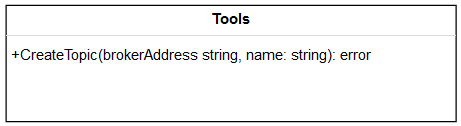 Tools
+CreateTopic(brokerAddress string, name: string): error